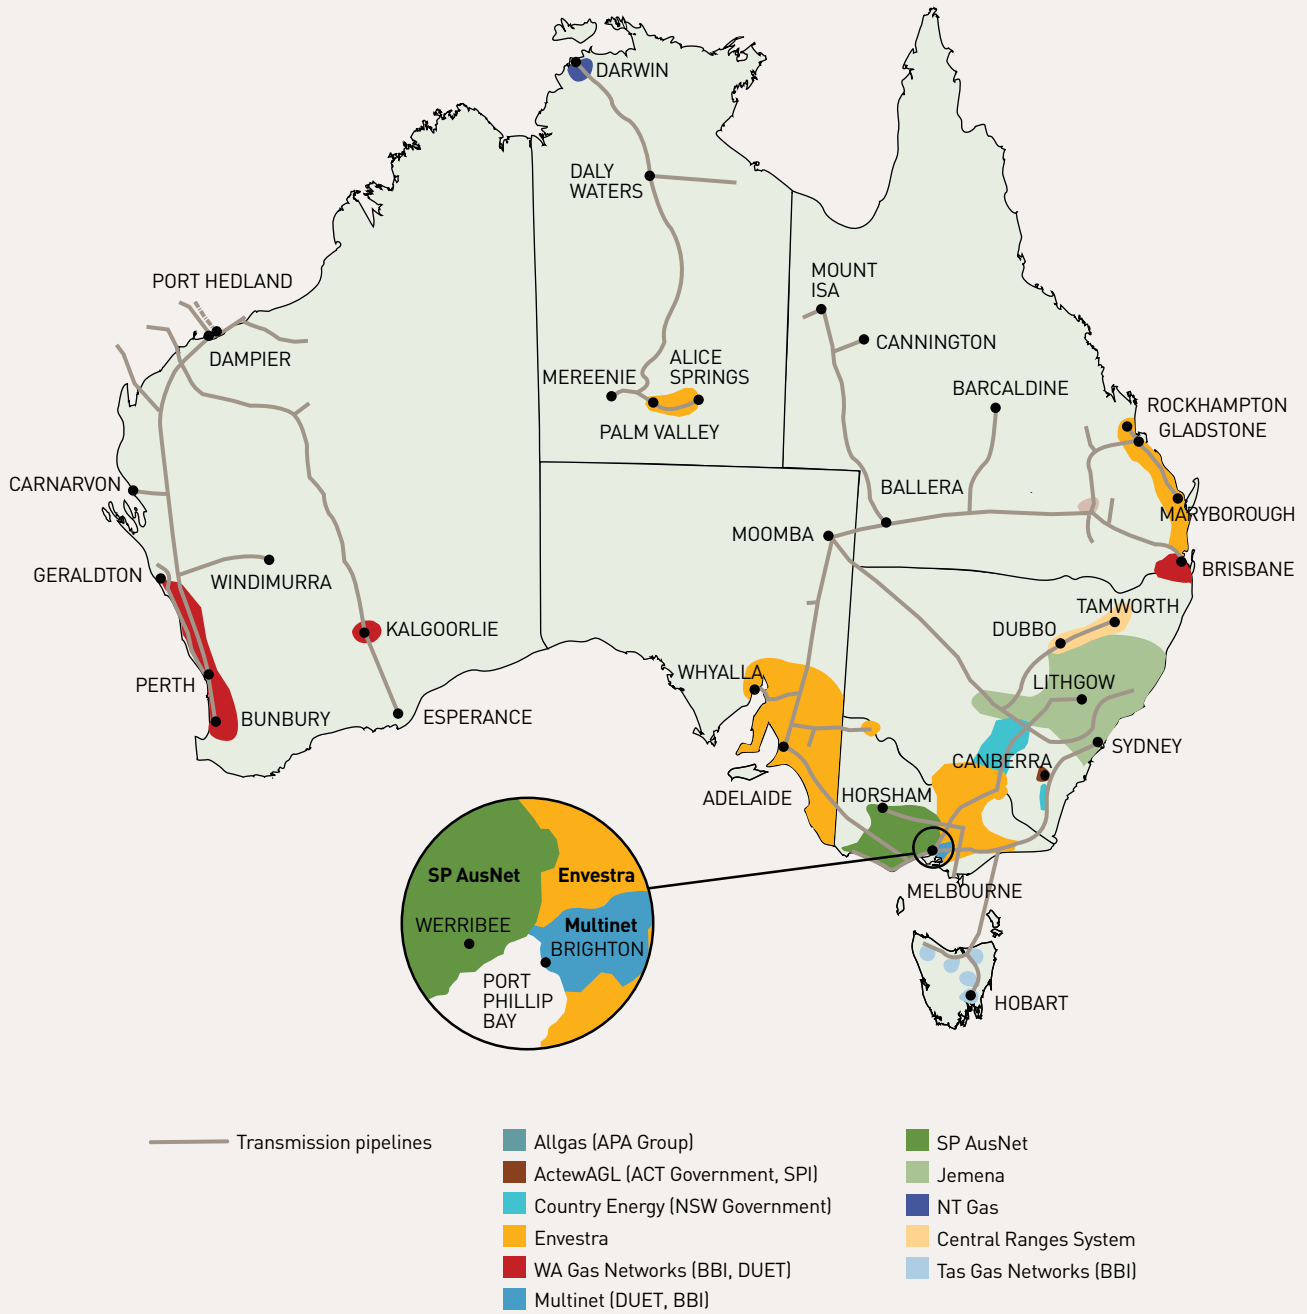 DARWIN
DALY
WATERS
PORT HEDLAND
MOUNT
ISA
DAMPIER
CANNINGTON
MEREENIE
ALICE
SPRINGS
BARCALDINE
ROCKHAMPTON
GLADSTONE
PALM VALLEY
CARNARVON
BALLERA
MARYBOROUGH
MOOMBA
GERALDTON
WINDIMURRA
BRISBANE
TAMWORTH
KALGOORLIE
DUBBO
WHYALLA
LITHGOW
PERTH
BUNBURY
ESPERANCE
SYDNEY
CANBERRA
ADELAIDE
HORSHAM
SP AusNet
Envestra
MELBOURNE
WERRIBEE
Multinet
BRIGHTON
PORT
PHILLIP
BAY
HOBART
Transmission pipelines
Allgas (APA Group)
ActewAGL (ACT Government, SPI)
Country Energy (NSW Government)
Envestra
WA Gas Networks (BBI, DUET)
Multinet (DUET, BBI)
SP AusNet
Jemena
NT Gas
Central Ranges System
Tas Gas Networks (BBI)